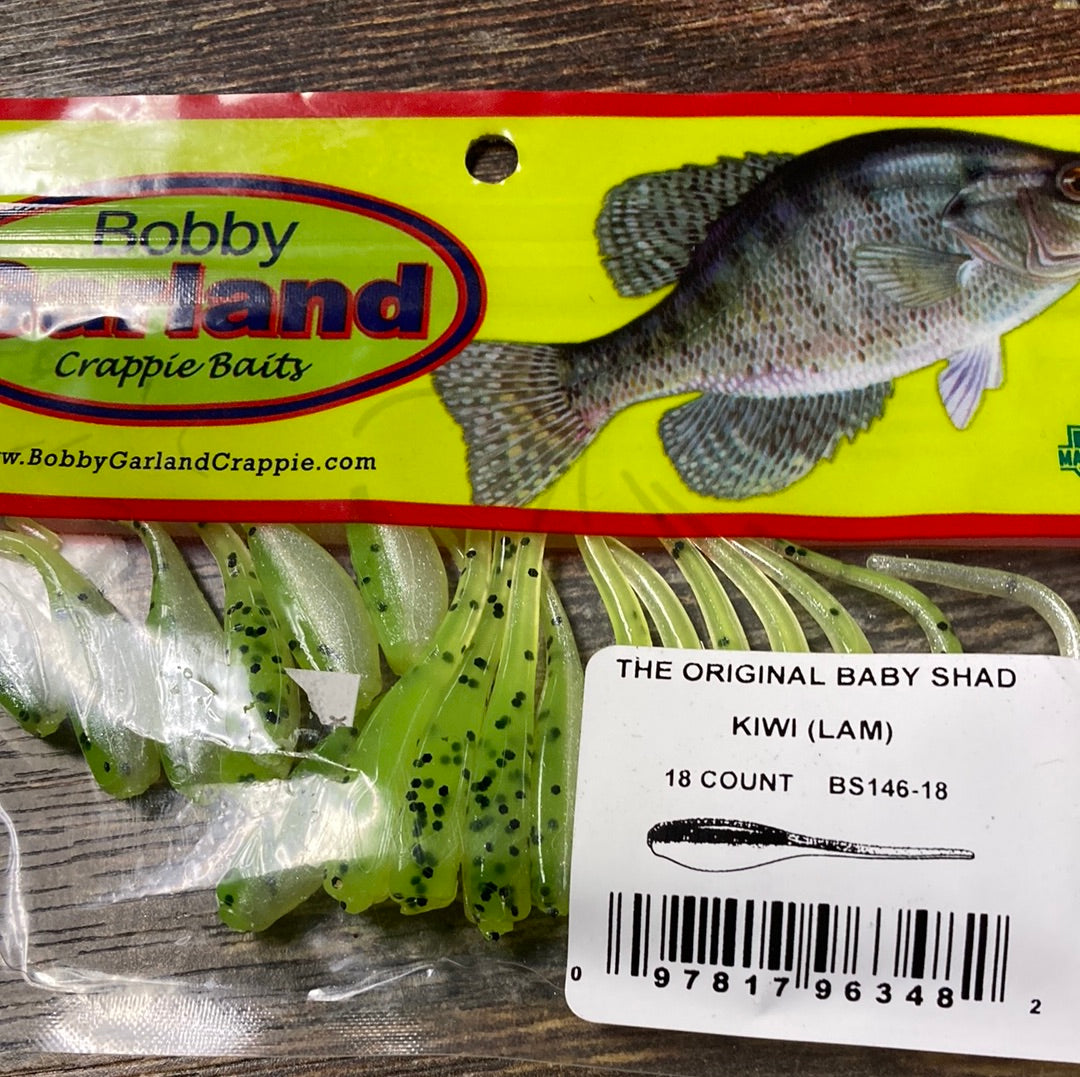 Bobby
Garland
Crappie Baits
w.BobbyGarlandCrappie.com
MA
THE ORIGINAL BABY SHAD
KIWI (LAM)
18 COUNT BS146-18
0 97817 96348 2